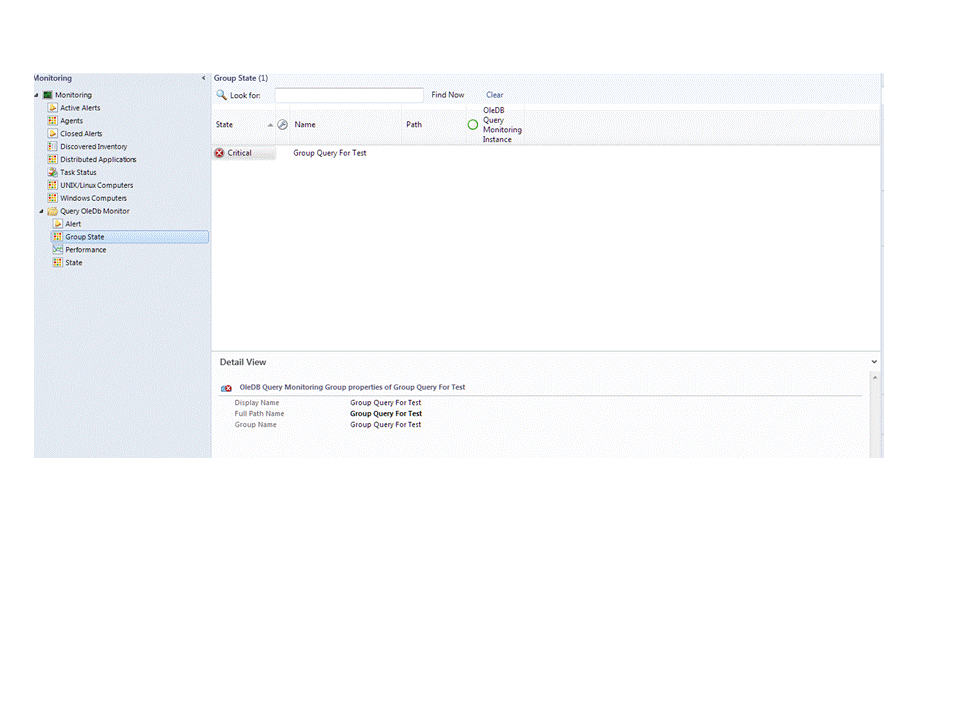 Monitoring
Monitoring
Active Alerts
Agents
Closed Alerts
Discovered Inventory
Distributed Applications
Task Status
UNIX/Linux Computers
Windows Computers
Query OleDb Monitor
Alert
Group State
Performance
State
Group State (1)
Look for:
Find Now
Clear
State
Name
Path
OleDB
Query
Monitoring
Instance
Critical
Group Query For Test
Detail View
OleDB Query Monitoring Group properties of Group Query For Test
Display Name Group Query For Test
Full Path Name Group Query For Test
Group Name Group Query For Test